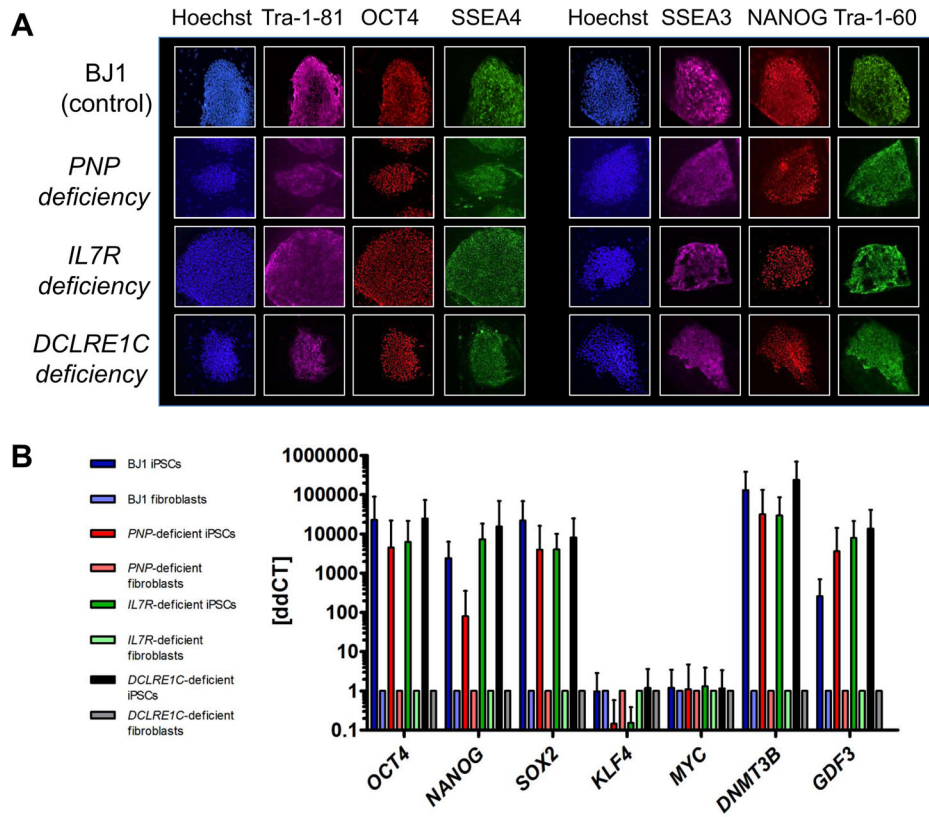 A
Hoechst Tra-1-81 OCT4 SSEA4 Hoechst SSEA3 NANOG Tra-1-60
BJ1
(control)
PNP
deficiency
IL7R
deficiency
DCLRE1C
deficiency
B
BJ1 iPSCs
BJ1 fibroblasts
PNP-deficient iPSCs
PNP-deficient
fibroblasts
IL7R-deficient iPSCs
IL7R-deficient
fibroblasts
DCLRE1C-deficient
iPSCs
DCLRE1C-deficient
fibroblasts
[ddCT]
1000000
100000
10000
1000
100
10
1
0.1
OCT4 NANOG SOX2 KLF4 MYC DNMT3B GDF3